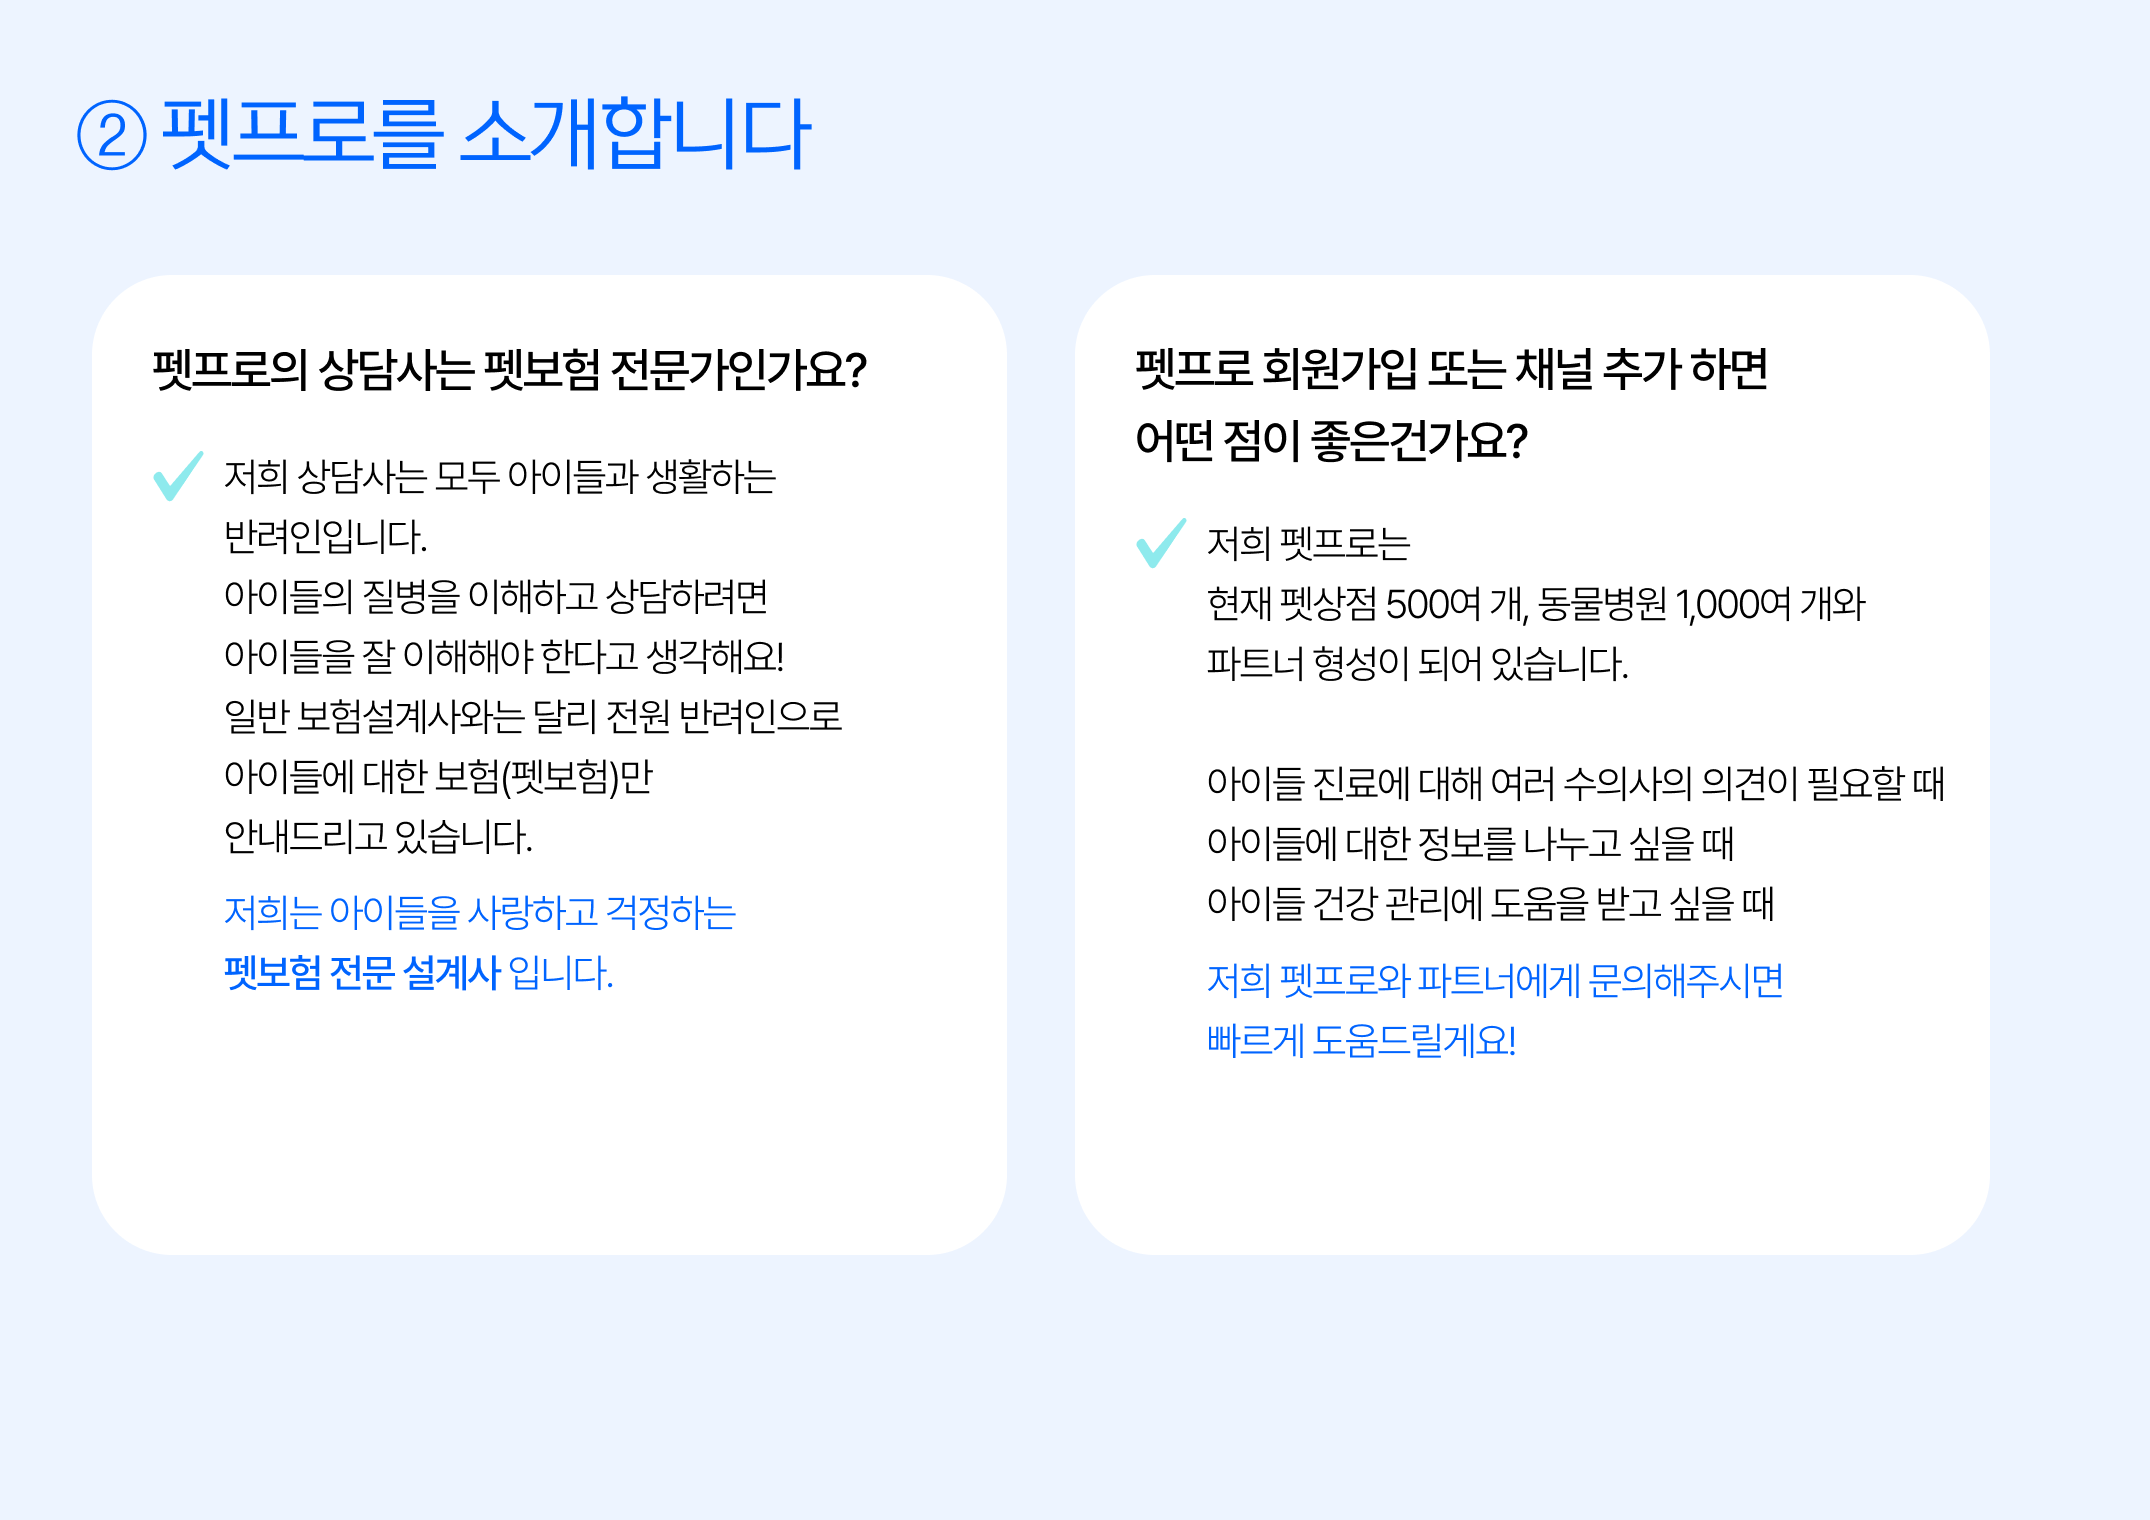 ② 펫프로를 소개합니다
펫프로의 상담사는 펫보험 전문가인가요?
저희 상담사는 모두 아이들과 생활하는
반려인입니다.
아이들의 질병을 이해하고 상담하려면
아이들을 잘 이해해야 한다고 생각해요!
일반 보험설계사와는 달리 전원 반려인으로
아이들에 대한 보험(펫보험)만
안내드리고 있습니다.
저희는 아이들을 사랑하고 걱정하는
펫보험 전문 설계사 입니다.
펫프로 회원가입 또는 채널 추가 하면
어떤 점이 좋은건가요?
저희 펫프로는
현재 펫상점 500여 개, 동물병원 1,000여 개와
파트너 형성이 되어 있습니다.
아이들 진료에 대해 여러 수의사의 의견이 필요할 때
아이들에 대한 정보를 나누고 싶을 때
아이들 건강 관리에 도움을 받고 싶을 때
저희 펫프로와 파트너에게 문의해주시면
빠르게 도움드릴게요!